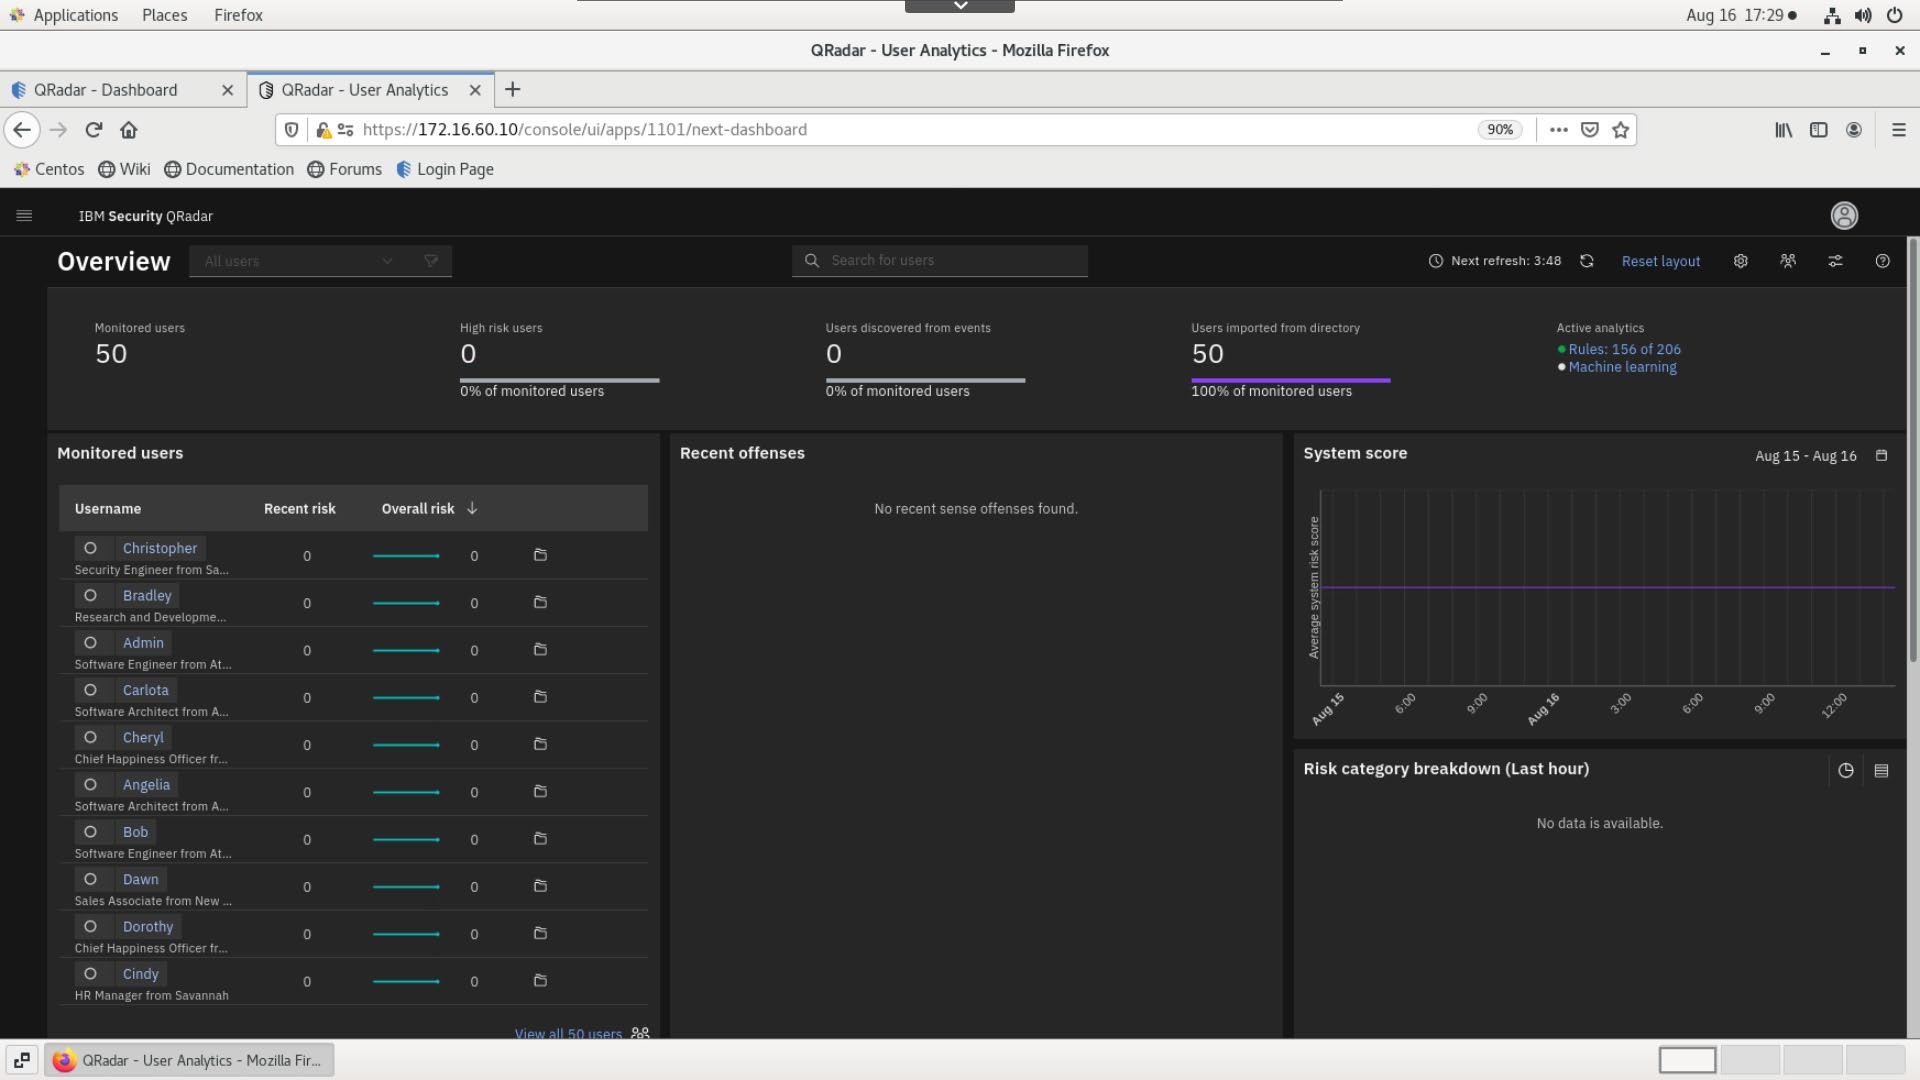 Applications Places Firefox Aug 16 17:29
QRadar - User Analytics - Mozilla Firefox
QRadar - Dashboard QRadar - User Analytics
https://172.16.60.10/console/ui/apps/1101/next-dashboard 90%
Centos Wiki Documentation Forums Login Page
IBM Security QRadar
Overview All users Search for users Next refresh: 3:48 Reset layout
Monitored users
50
High risk users
0
0% of monitored users
Users discovered from events
0
0% of monitored users
Users imported from directory
50
100% of monitored users
Active analytics
Rules: 156 of 206
Machine learning
Monitored users
Username Recent risk Overall risk
Christopher 0 0
Security Engineer from Sa...
Bradley 0 0
Research and Developme...
Admin 0 0
Software Engineer from At...
Carlota 0 0
Software Architect from A...
Cheryl 0 0
Chief Happiness Officer fr...
Angelia 0 0
Software Architect from A...
Bob 0 0
Software Engineer from At...
Dawn 0 0
Sales Associate from New ...
Dorothy 0 0
Chief Happiness Officer fr...
Cindy 0 0
HR Manager from Savannah
View all 50 users
Recent offenses
No recent sense offenses found.
System score
Aug 15 - Aug 16
Average system risk score
Aug 15 6:00 9:00 Aug 16 3:00 6:00 9:00 12:00
Risk category breakdown (Last hour)
No data is available.
QRadar - User Analytics - Mozilla Fir...